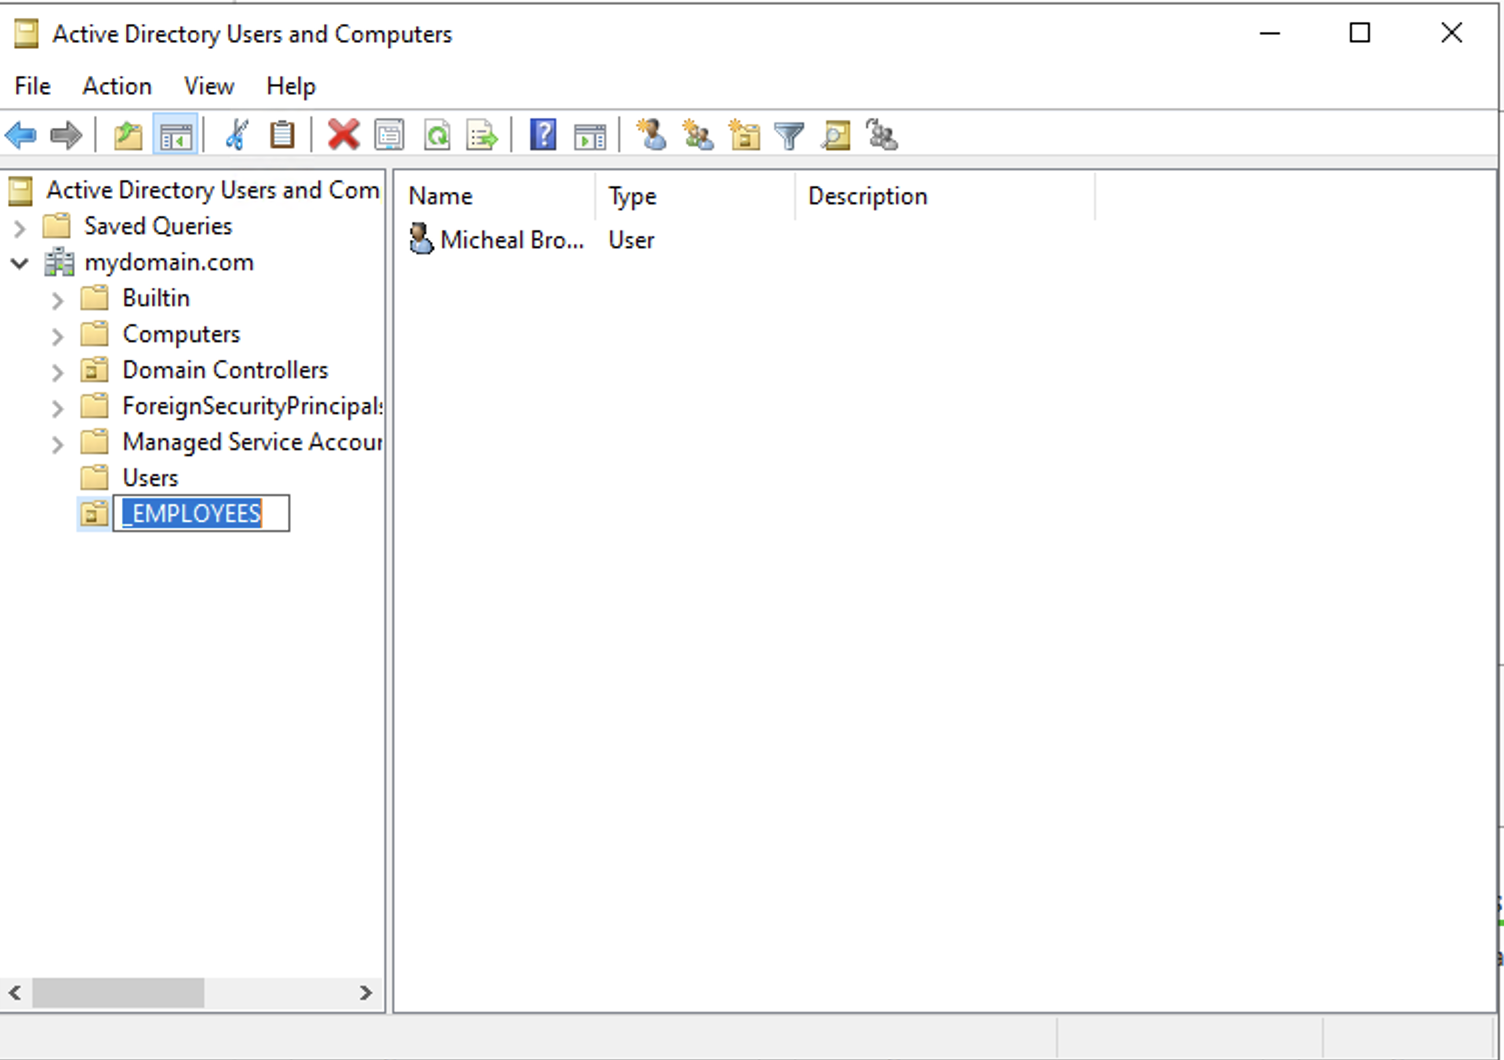 Active Directory Users and Computers
File Action View Help
Active Directory Users and Com
Saved Queries
mydomain.com
Builtin
Computers
Domain Controllers
ForeignSecurityPrincipals
Managed Service Accour
Users
_EMPLOYEES
Name Type Description
Micheal Bro... User